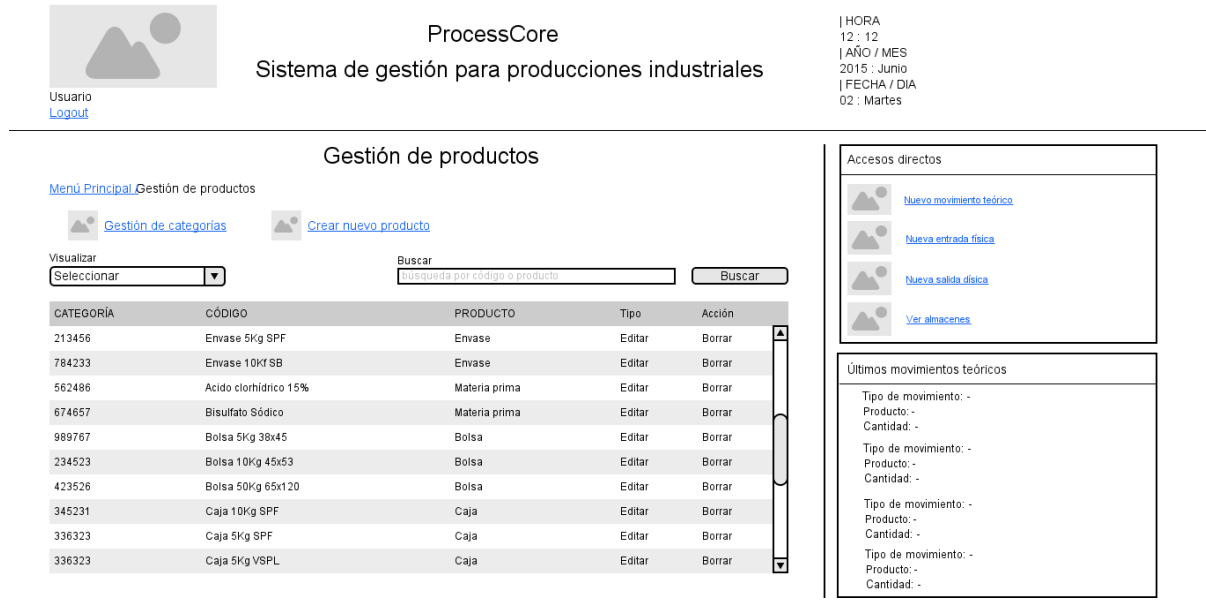 ProcessCore
Sistema de gestión para producciones industriales
Usuario
Logout
| HORA
12 : 12
| AÑO / MES
2015 : Junio
| FECHA / DIA
02 : Martes
Gestión de productos
Menú Principal / Gestión de productos
Gestión de categorías Crear nuevo producto
Visualizar
Seleccionar
Buscar
búsqueda por código o producto
Buscar
CATEGORÍA CÓDIGO PRODUCTO Tipo Acción
213456 Envase 5Kg SPF Envase Editar Borrar
784233 Envase 10Kf SB Envase Editar Borrar
562486 Acido clorhídrico 15% Materia prima Editar Borrar
674657 Bisulfato Sódico Materia prima Editar Borrar
989767 Bolsa 5Kg 38x45 Bolsa Editar Borrar
234523 Bolsa 10Kg 45x53 Bolsa Editar Borrar
423526 Bolsa 50Kg 65x120 Bolsa Editar Borrar
345231 Caja 10Kg SPF Caja Editar Borrar
336323 Caja 5Kg SPF Caja Editar Borrar
336323 Caja 5Kg VSPL Caja Editar Borrar
Accesos directos
Nuevo movimiento teórico
Nueva entrada física
Nueva salida dísica
Ver almacenes
Últimos movimientos teóricos
Tipo de movimiento: -
Producto: -
Cantidad: -
Tipo de movimiento: -
Producto: -
Cantidad: -
Tipo de movimiento: -
Producto: -
Cantidad: -
Tipo de movimiento: -
Producto: -
Cantidad: -